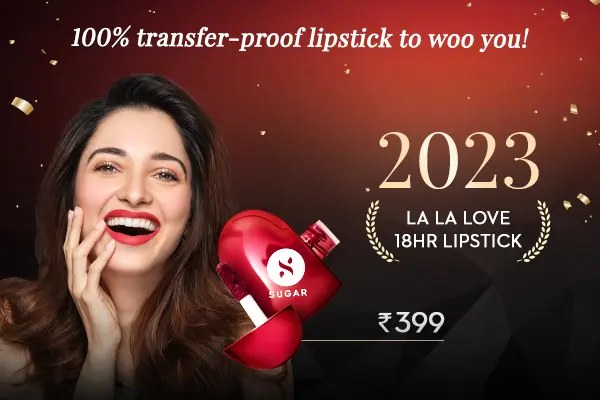 100% transfer-proof lipstick to woo you!
2023
LA LA LOVE
18HR LIPSTICK
SUGAR
₹399